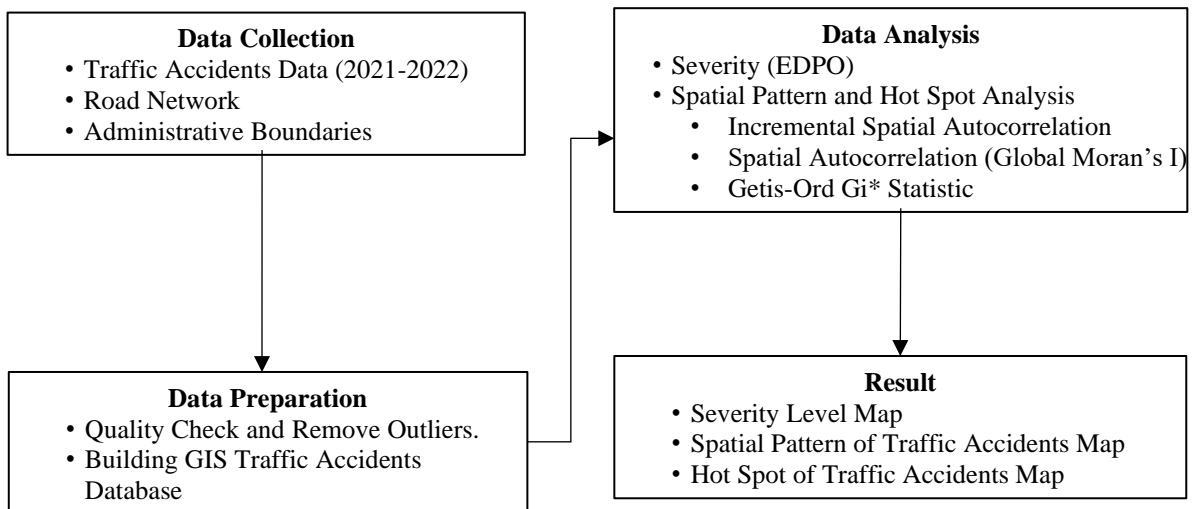 Data Collection
• Traffic Accidents Data (2021-2022)
• Road Network
• Administrative Boundaries
Data Preparation
• Quality Check and Remove Outliers.
• Building GIS Traffic Accidents
Database
Data Analysis
• Severity (EDPO)
• Spatial Pattern and Hot Spot Analysis
• Incremental Spatial Autocorrelation
• Spatial Autocorrelation (Global Moran’s I)
• Getis-Ord Gi* Statistic
Result
• Severity Level Map
• Spatial Pattern of Traffic Accidents Map
• Hot Spot of Traffic Accidents Map